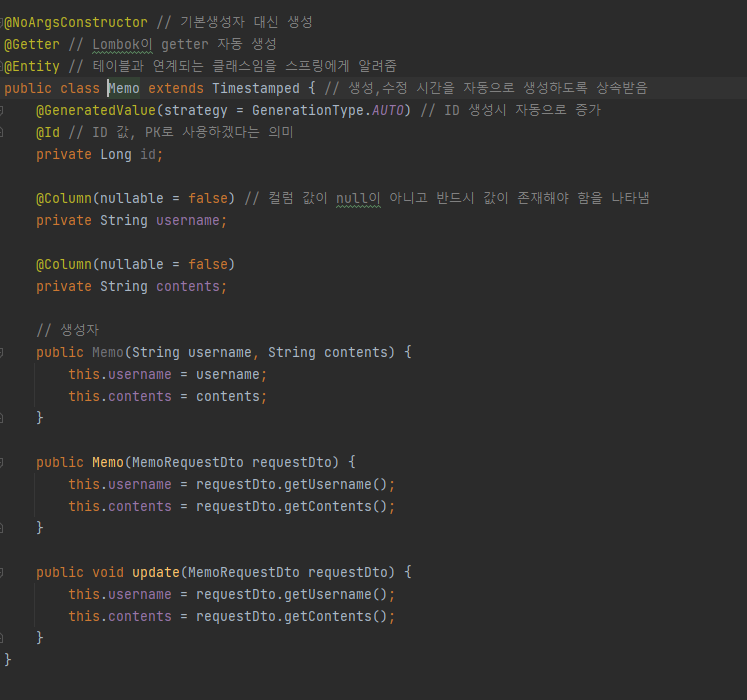 @NoArgsConstructor // 기본생성자 대신 생성
@Getter // Lombok이 getter 자동 생성
@Entity // 테이블과 연계되는 클래스임을 스프링에게 알려줌
public class Memo extends Timestamped { // 생성,수정 시간을 자동으로 생성하도록 상속받음
@GeneratedValue(strategy = GenerationType.AUTO) // ID 생성시 자동으로 증가
@Id // ID 값, PK로 사용하겠다는 의미
private Long id;
@Column(nullable = false) // 컬럼 값이 null이 아니고 반드시 값이 존재해야 함을 나타냄
private String username;
@Column(nullable = false)
private String contents;
// 생성자
public Memo(String username, String contents) {
this.username = username;
this.contents = contents;
}
public Memo(MemoRequestDto requestDto) {
this.username = requestDto.getUsername();
this.contents = requestDto.getContents();
}
public void update(MemoRequestDto requestDto) {
this.username = requestDto.getUsername();
this.contents = requestDto.getContents();
}
}